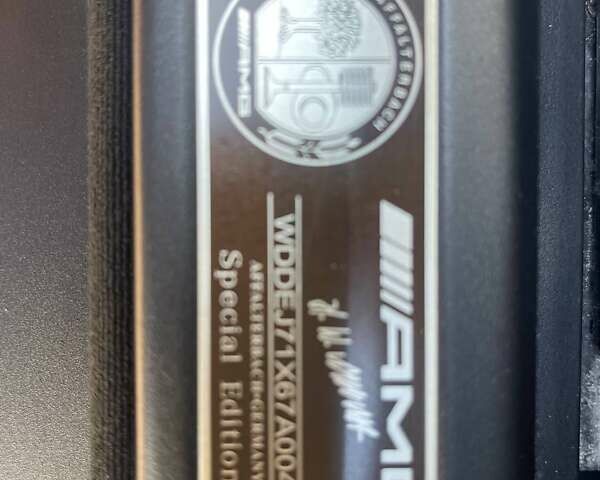 AMG
AFFALTERBACH
AMG
WDDEJ71X67A00
AFFALTERBACH-GERMANY
Special Edition